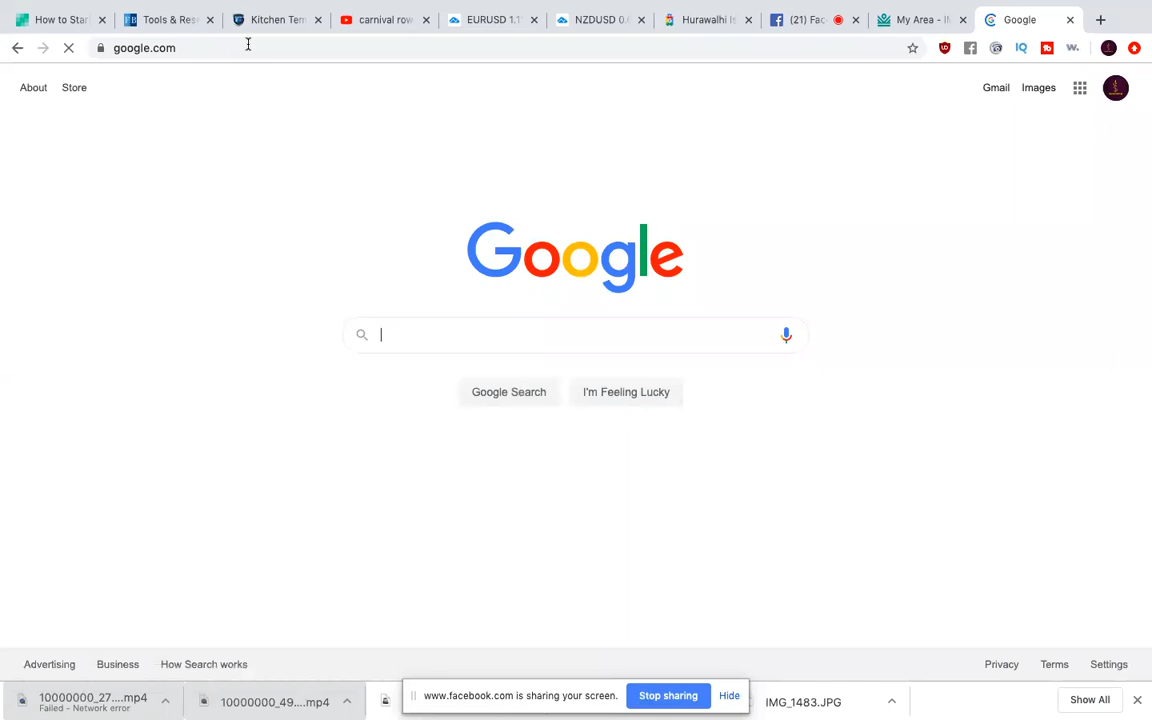 How to Star
Tools & Res
Kitchen Tem
carnival row
EURUSD 1.1
NZDUSD 0.6
Hurawalhi Is
(21) Fac
My Area - I
Google
google.com
About
Store
Gmail
Images
Google
Google Search
I'm Feeling Lucky
Advertising
Business
How Search works
Privacy
Terms
Settings
10000000_27....mp4
Failed - Network error
10000000_49....mp4
www.facebook.com is sharing your screen.
Stop sharing
Hide
IMG_1483.JPG
Show All